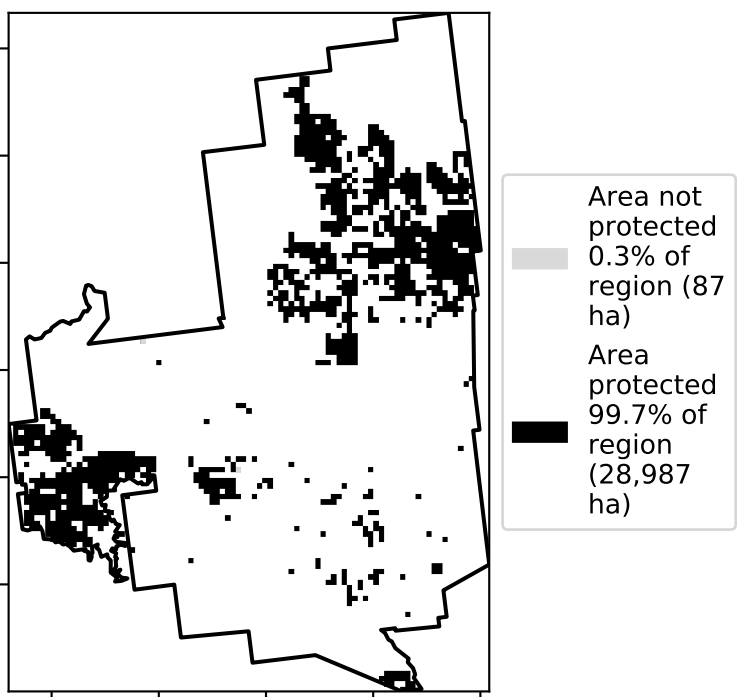 Area not
protected
0.3% of
region (87
ha)
Area
protected
99.7% of
region
(28,987
ha)